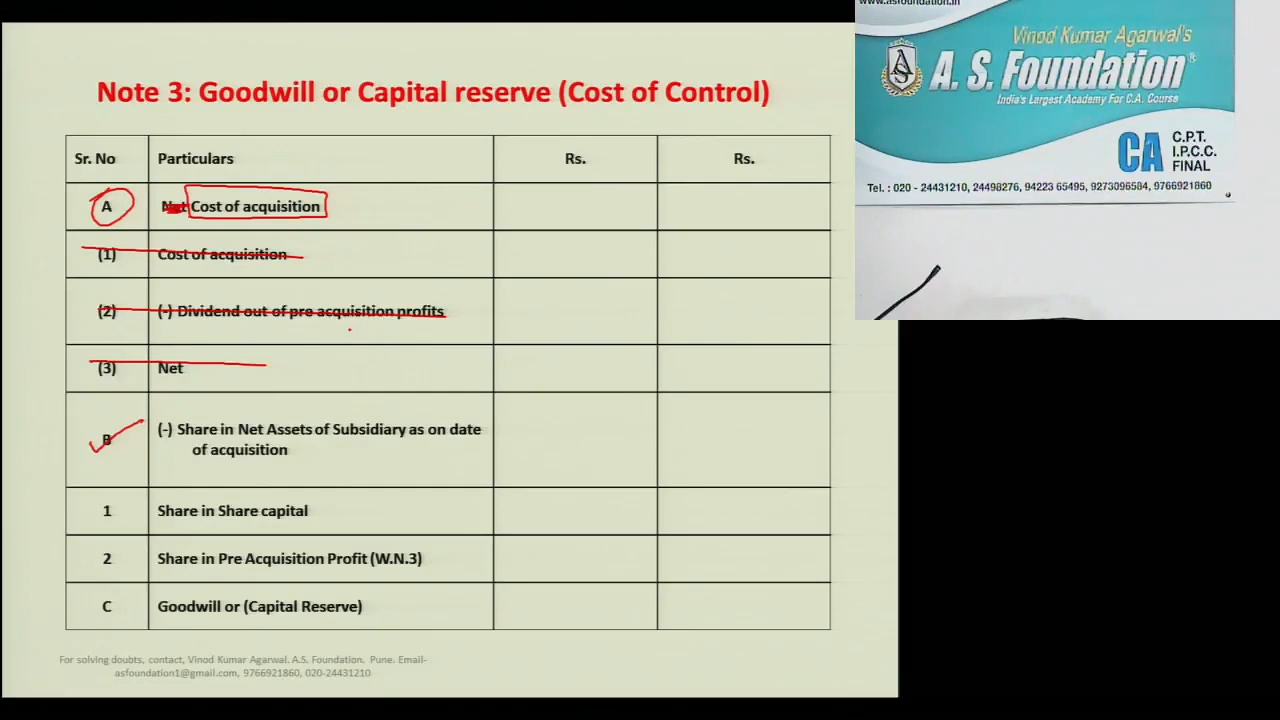 www.asfoundation.in
Vinod Kumar Agarwal's
A. S. Foundation®
India's Largest Academy For C.A. Course
CA
C.P.T.
I.P.C.C.
FINAL
Tel. : 020 - 24431210, 24498276, 94223 65495, 9273096584, 9766921860
Note 3: Goodwill or Capital reserve (Cost of Control)
Sr. No Particulars Rs. Rs.
A Net Cost of acquisition
(1) Cost of acquisition
(2) (-) Dividend out of pre acquisition profits
(3) Net
B (-) Share in Net Assets of Subsidiary as on date
of acquisition
1 Share in Share capital
2 Share in Pre Acquisition Profit (W.N.3)
C Goodwill or (Capital Reserve)
For solving doubts, contact, Vinod Kumar Agarwal. A.S. Foundation. Pune. Email-
asfoundation1@gmail.com, 9766921860, 020-24431210